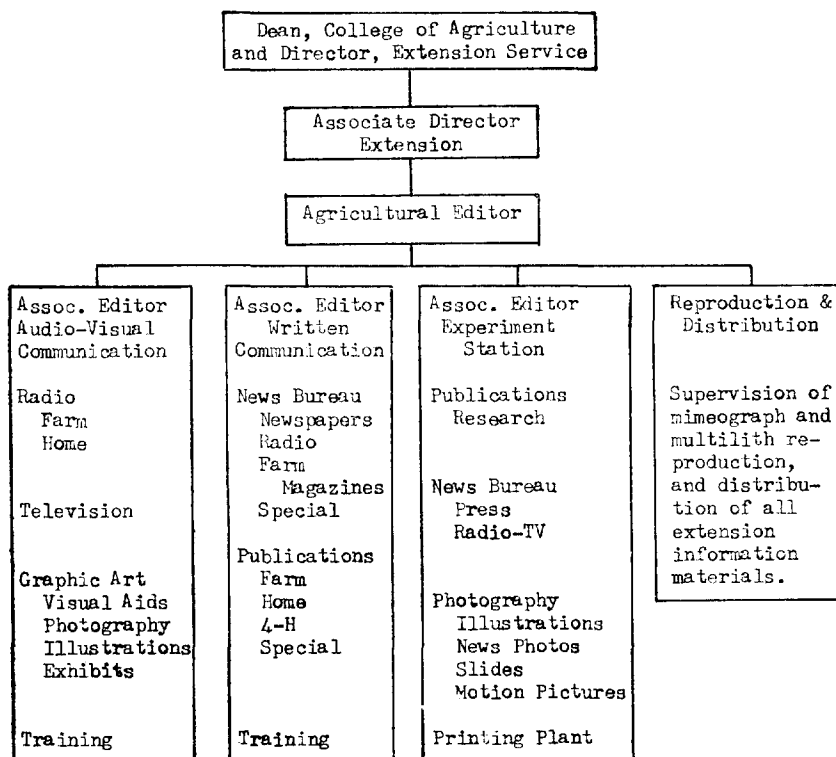 Dean, College of Agriculture
and Director, Extension Service
Associate Director
Extension
Agricultural Editor
Assoc. Editor
Audio-Visual
Communication
Radio
Farm
Home
Television
Graphic Art
Visual Aids
Photography
Illustrations
Exhibits
Training
Assoc. Editor
Written
Communication
News Bureau
Newspapers
Radio
Farm
Magazines
Special
Publications
Farm
Home
4-H
Special
Training
Assoc. Editor
Experiment
Station
Publications
Research
News Bureau
Press
Radio-TV
Photography
Illustrations
News Photos
Slides
Motion Pictures
Printing Plant
Reproduction &
Distribution
Supervision of
mimeograph and
multilith re-
production,
and distribu-
tion of all
extension
information
materials.